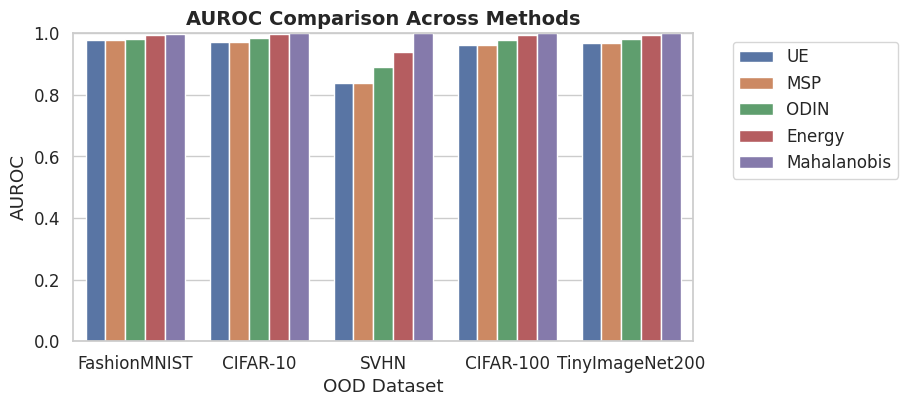 AUROC Comparison Across Methods
AUROC
1.0
0.8
0.6
0.4
0.2
0.0
FashionMNIST CIFAR-10 SVHN CIFAR-100 TinyImageNet200
OOD Dataset
UE
MSP
ODIN
Energy
Mahalanobis